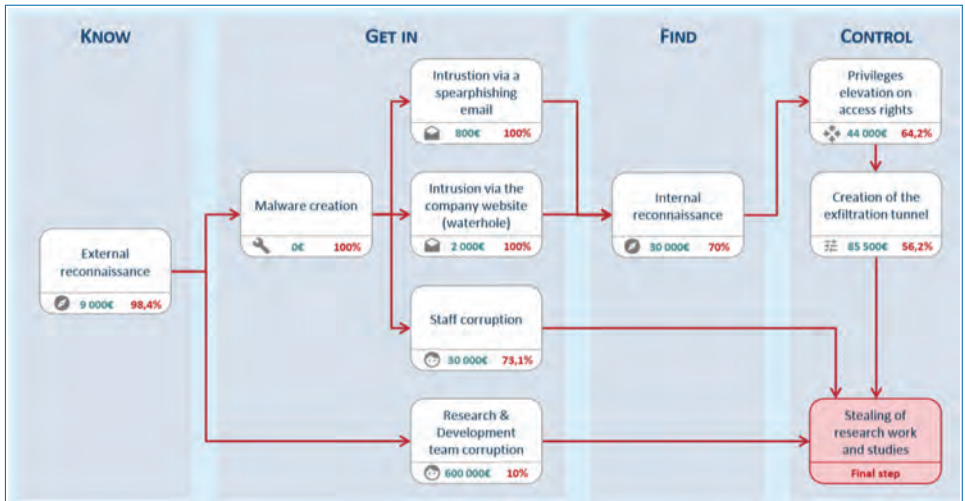 KNOW
GET IN
FIND
CONTROL
External
reconnaissance
9 000€ 98,4%
Malware creation
0€ 100%
Intrustion via a
spearphishing
email
800€ 100%
Intrusion via the
company website
(waterhole)
2 000€ 100%
Staff corruption
30 000€ 73,1%
Research &
Development
team corruption
600 000€ 10%
Internal
reconnaissance
30 000€ 70%
Privileges
elevation on
access rights
44 000€ 64,2%
Creation of the
exfiltration tunnel
85 500€ 56,2%
Stealing of
research work
and studies
Final step